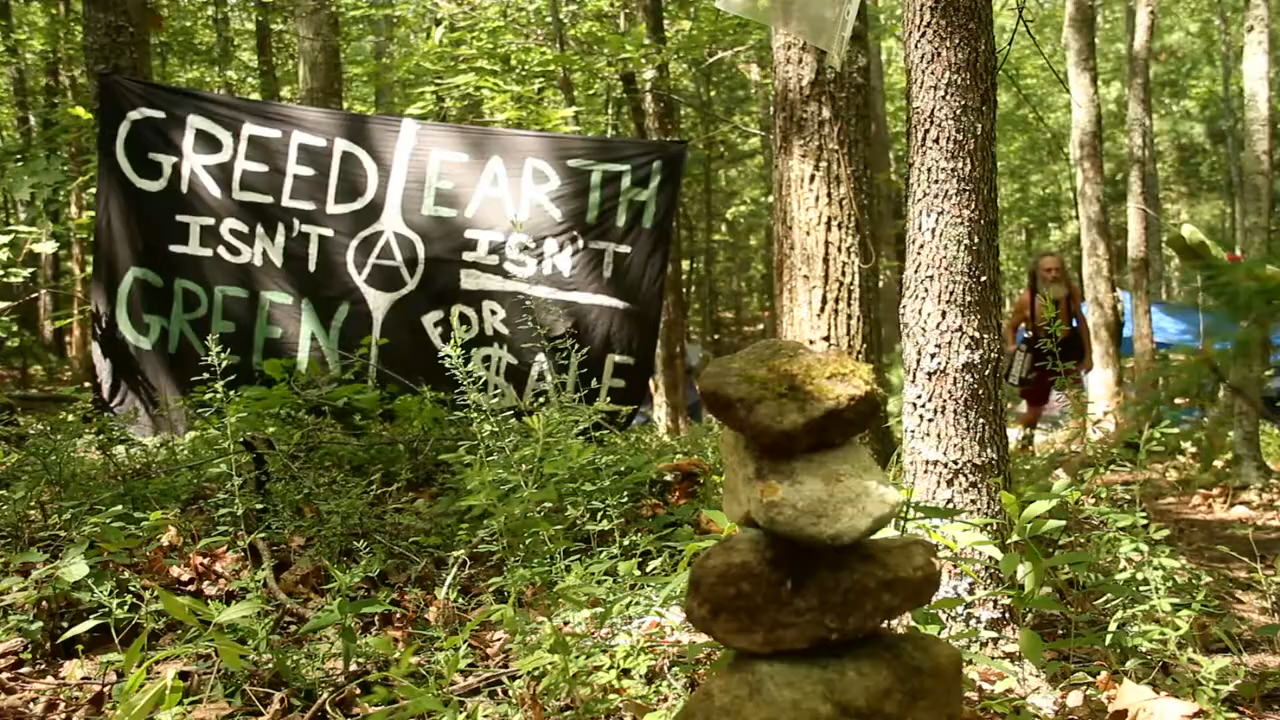 GREED
ISN'T
GREEN
A
EARTH
ISN'T
FOR
$ALE